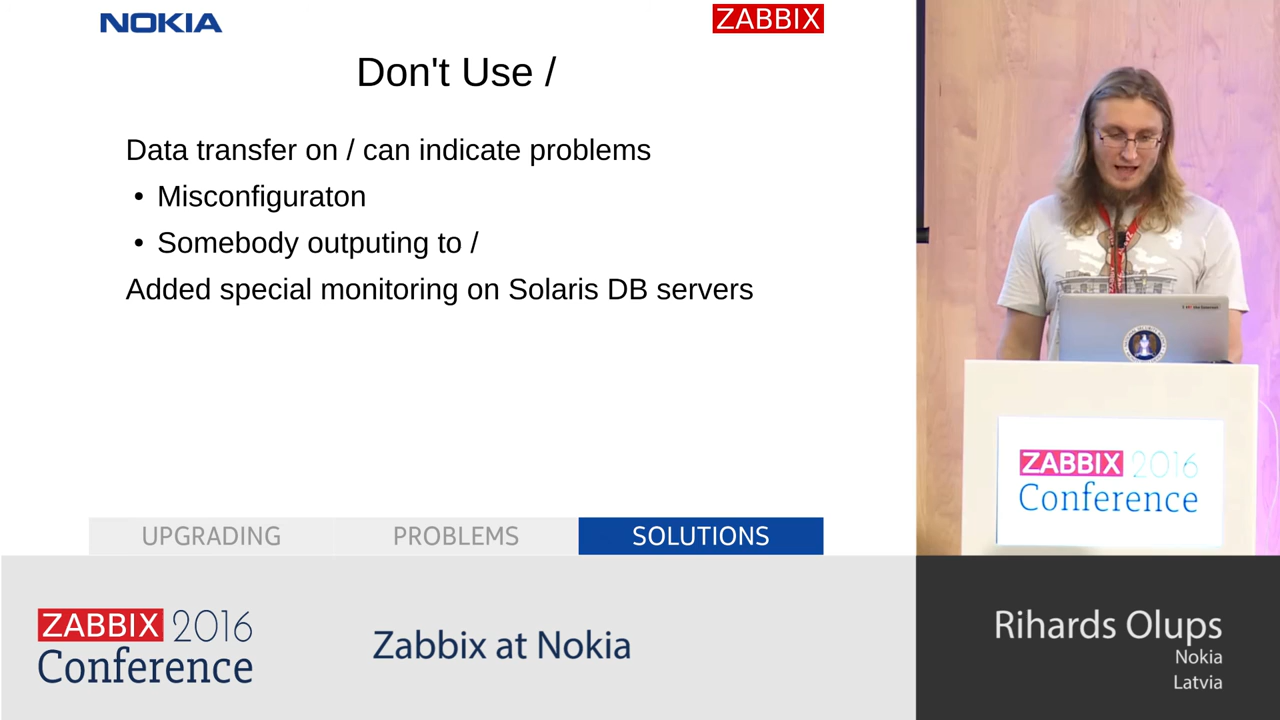 NOKIA
ZABBIX
Don't Use /
Data transfer on / can indicate problems
• Misconfiguraton
• Somebody outputing to /
Added special monitoring on Solaris DB servers
UPGRADING
PROBLEMS
SOLUTIONS
ZABBIX 2016
Conference
ZABBIX 2016
Conference
Zabbix at Nokia
Rihards Olups
Nokia
Latvia